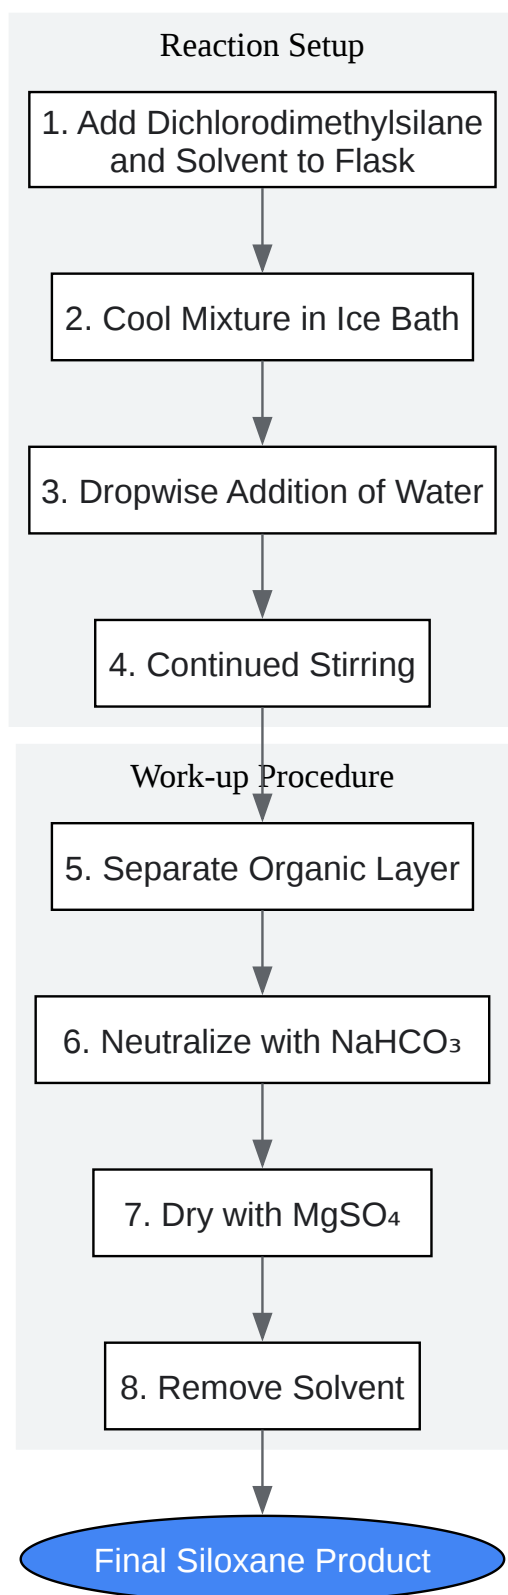 Reaction Setup
1. Add Dichlorodimethylsilane
and Solvent to Flask
2. Cool Mixture in Ice Bath
3. Dropwise Addition of Water
4. Continued Stirring
Work-up Procedure
5. Separate Organic Layer
6. Neutralize with NaHCO₃
7. Dry with MgSO₄
8. Remove Solvent
Final Siloxane Product